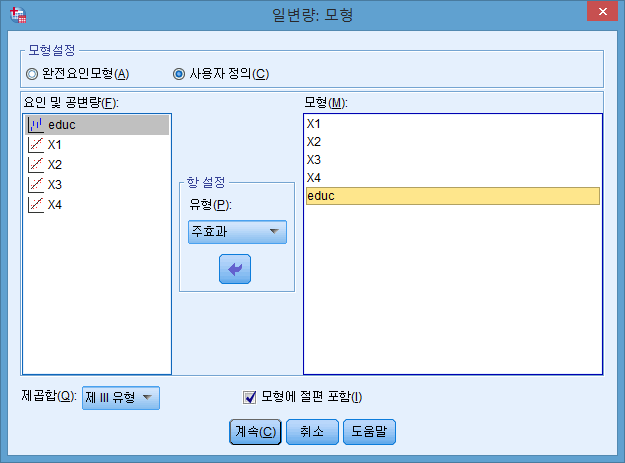 일변량: 모형
모형설정
완전요인모형(A)
사용자 정의(C)
요인 및 공변량(F):
educ
X1
X2
X3
X4
항 설정
유형(P):
주효과
모형(M):
X1
X2
X3
X4
educ
제곱합(Q):
제 III 유형
모형에 절편 포함(I)
계속(C)
취소
도움말